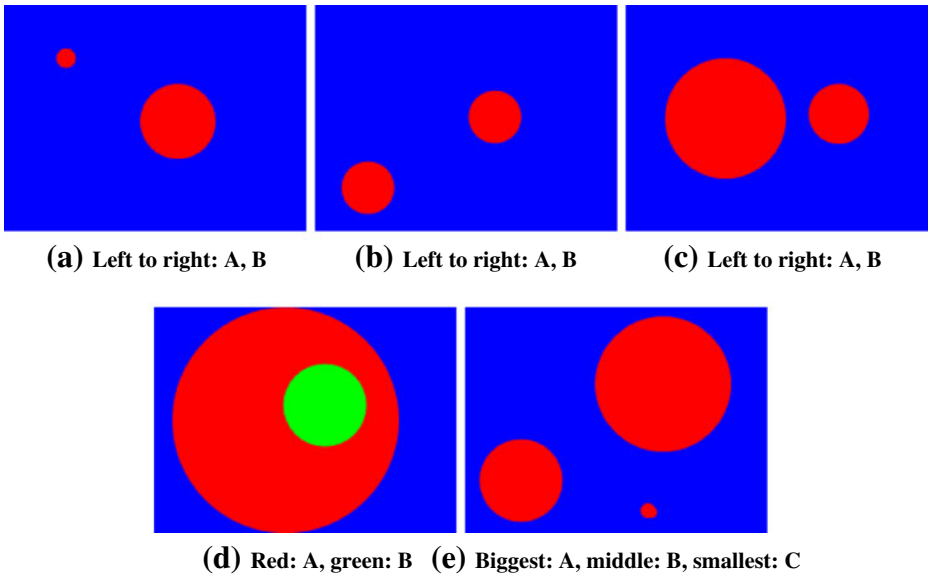 (a) Left to right: A, B
(b) Left to right: A, B
(c) Left to right: A, B
(d) Red: A, green: B
(e) Biggest: A, middle: B, smallest: C